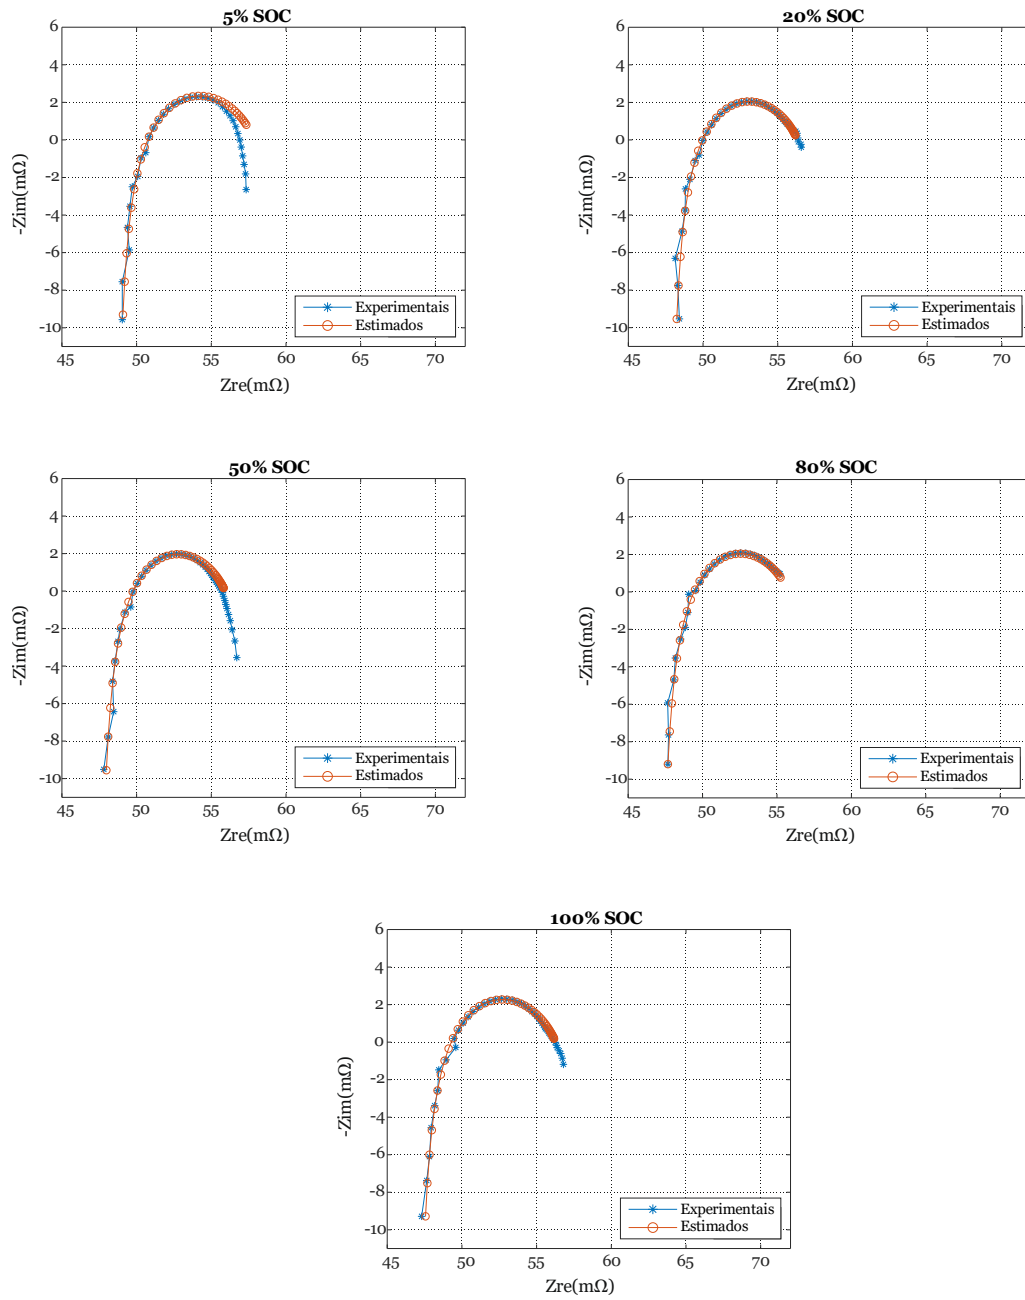 5% SOC
6
4
2
0
-2
-4
-6
-8
-10
-Zim(mΩ)
45 50 55 60 65 70
Zre(mΩ)
Experimentais
Estimados
20% SOC
6
4
2
0
-2
-4
-6
-8
-10
-Zim(mΩ)
45 50 55 60 65 70
Zre(mΩ)
Experimentais
Estimados
50% SOC
6
4
2
0
-2
-4
-6
-8
-10
-Zim(mΩ)
45 50 55 60 65 70
Zre(mΩ)
Experimentais
Estimados
80% SOC
6
4
2
0
-2
-4
-6
-8
-10
-Zim(mΩ)
45 50 55 60 65 70
Zre(mΩ)
Experimentais
Estimados
100% SOC
6
4
2
0
-2
-4
-6
-8
-10
-Zim(mΩ)
45 50 55 60 65 70
Zre(mΩ)
Experimentais
Estimados